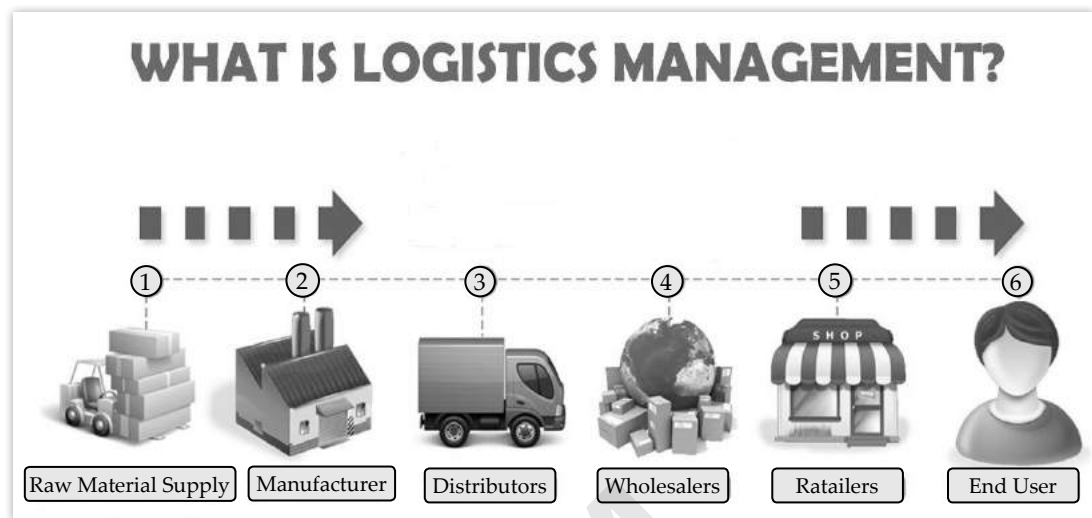 WHAT IS LOGISTICS MANAGEMENT?
1 2 3 4 5 6
SHOP
Raw Material Supply Manufacturer Distributors Wholesalers Ratailers End User